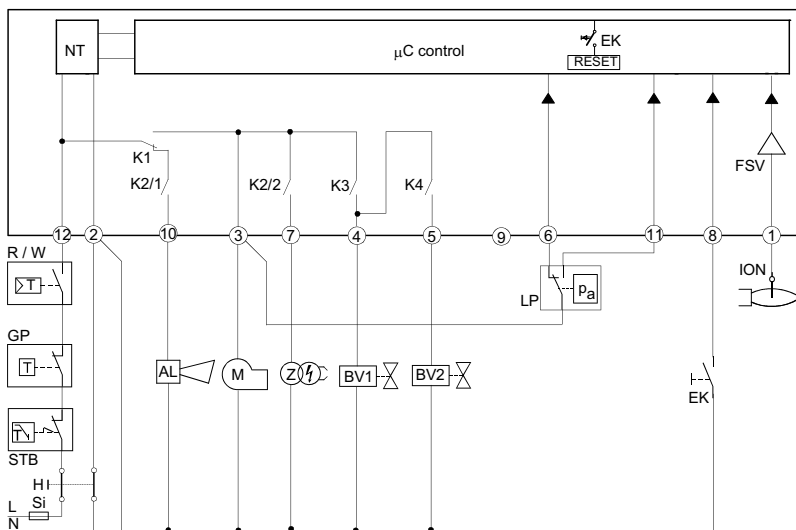 NT
μC control
EK
RESET
K1
K2/1
K2/2
K3
K4
FSV
12
2
10
3
7
4
5
9
6
11
8
1
R / W
T
LP
pa
ION
GP
T
AL
M
Z
BV1
BV2
EK
T
STB
H
Si
L
N